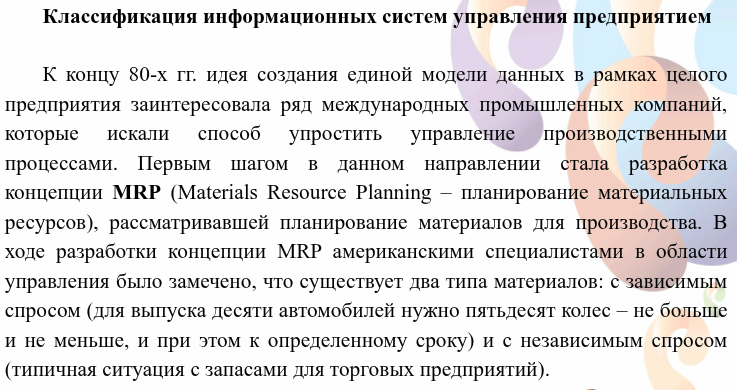 Классификация информационных систем управления предприятием
К концу 80-х гг. идея создания единой модели данных в рамках целого
предприятия заинтересовала ряд международных промышленных компаний,
которые искали способ упростить управление производственными
процессами. Первым шагом в данном направлении стала разработка
концепции MRP (Materials Resource Planning – планирование материальных
ресурсов), рассматривавшей планирование материалов для производства. В
ходе разработки концепции MRP американскими специалистами в области
управления было замечено, что существует два типа материалов: с зависимым
спросом (для выпуска десяти автомобилей нужно пятьдесят колес – не больше
и не меньше, и при этом к определенному сроку) и с независимым спросом
(типичная ситуация с запасами для торговых предприятий).